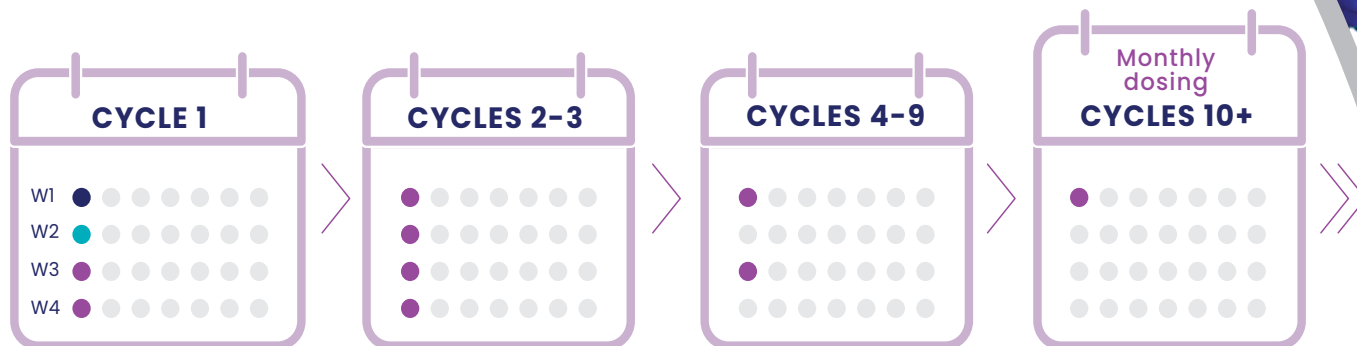 CYCLE 1
W1
W2
W3
W4
CYCLES 2-3
CYCLES 4-9
Monthly
dosing
CYCLES 10+